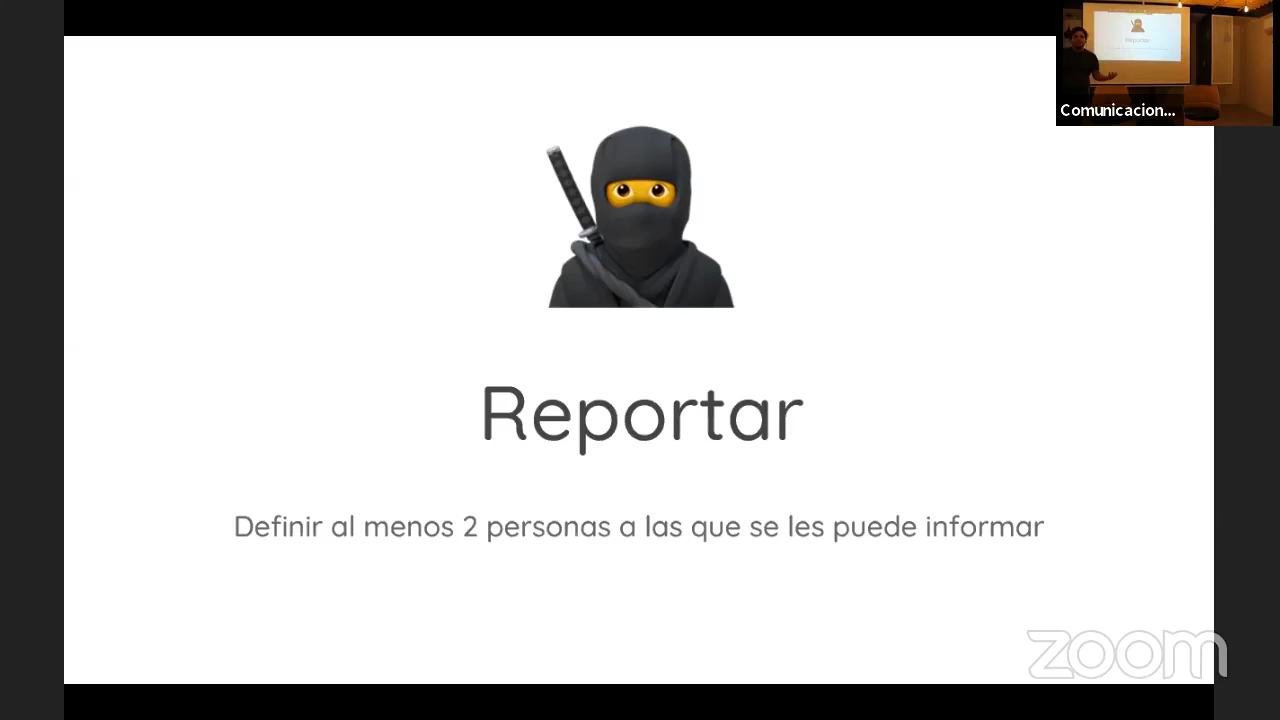 Comunicacion...
Reportar
Definir al menos 2 personas a las que se les puede informar
zoom